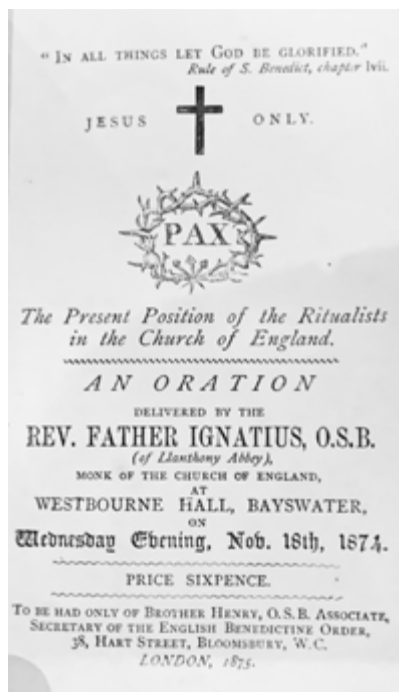 “ IN ALL THINGS LET GOD BE GLORIFIED.”
Rule of S. Benedict, chapter lvii.
JESUS ONLY.
PAX
The Present Position of the Ritualists
in the Church of England.
AN ORATION
DELIVERED BY THE
REV. FATHER IGNATIUS, O.S.B.
(of Llanthony Abbey),
MONK OF THE CHURCH OF ENGLAND,
AT
WESTBOURNE HALL, BAYSWATER,
ON
Wednesday Evening, Nov. 18th, 1874.
PRICE SIXPENCE.
TO BE HAD ONLY OF BROTHER HENRY, O.S.B. ASSOCIATE,
SECRETARY OF THE ENGLISH BENEDICTINE ORDER,
38, HART STREET, BLOOMSBURY, W.C.
LONDON, 1875.